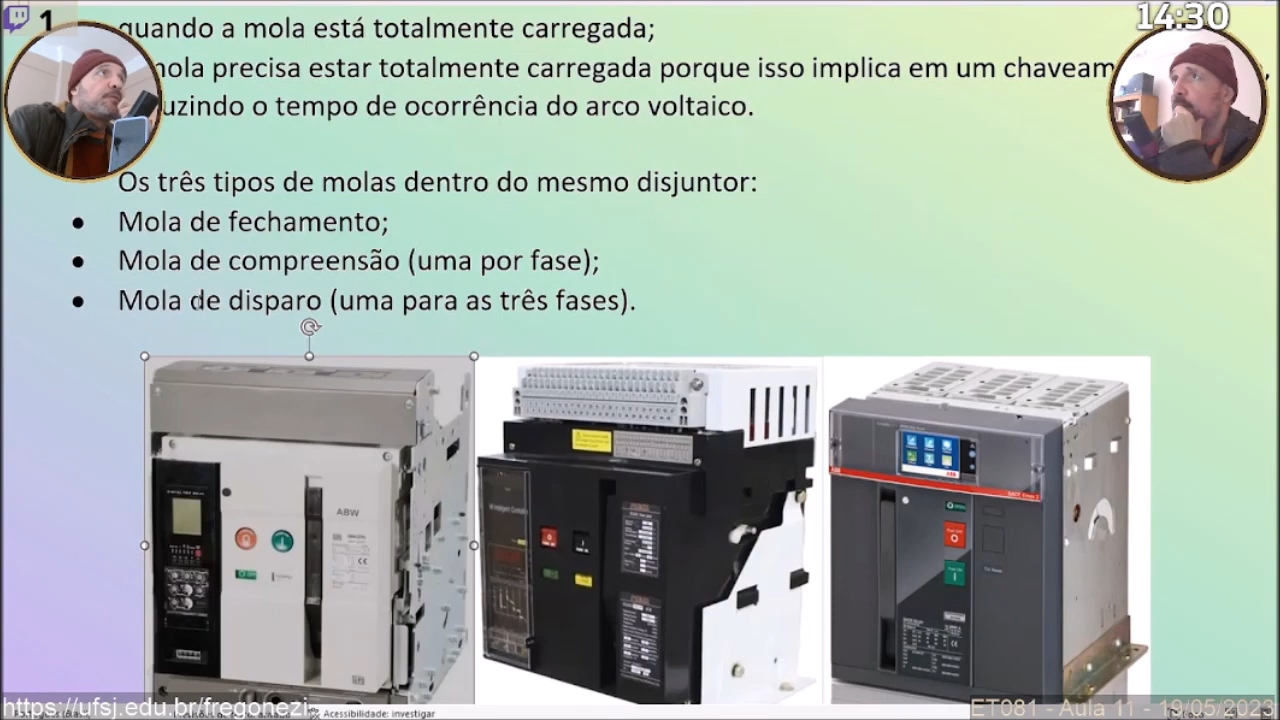 1
14:30
quando a mola está totalmente carregada;
mola precisa estar totalmente carregada porque isso implica em um
uzindo o tempo de ocorrência do arco voltaico.
Os três tipos de molas dentro do mesmo disjuntor:
• Mola de fechamento;
• Mola de compreensão (uma por fase);
• Mola de disparo (uma para as três fases).
ABW
ABB
https://ufsj.edu.br/fregonezi
Acessibilidade: investigar
ET081 - Aula 11 - 19/05/2023